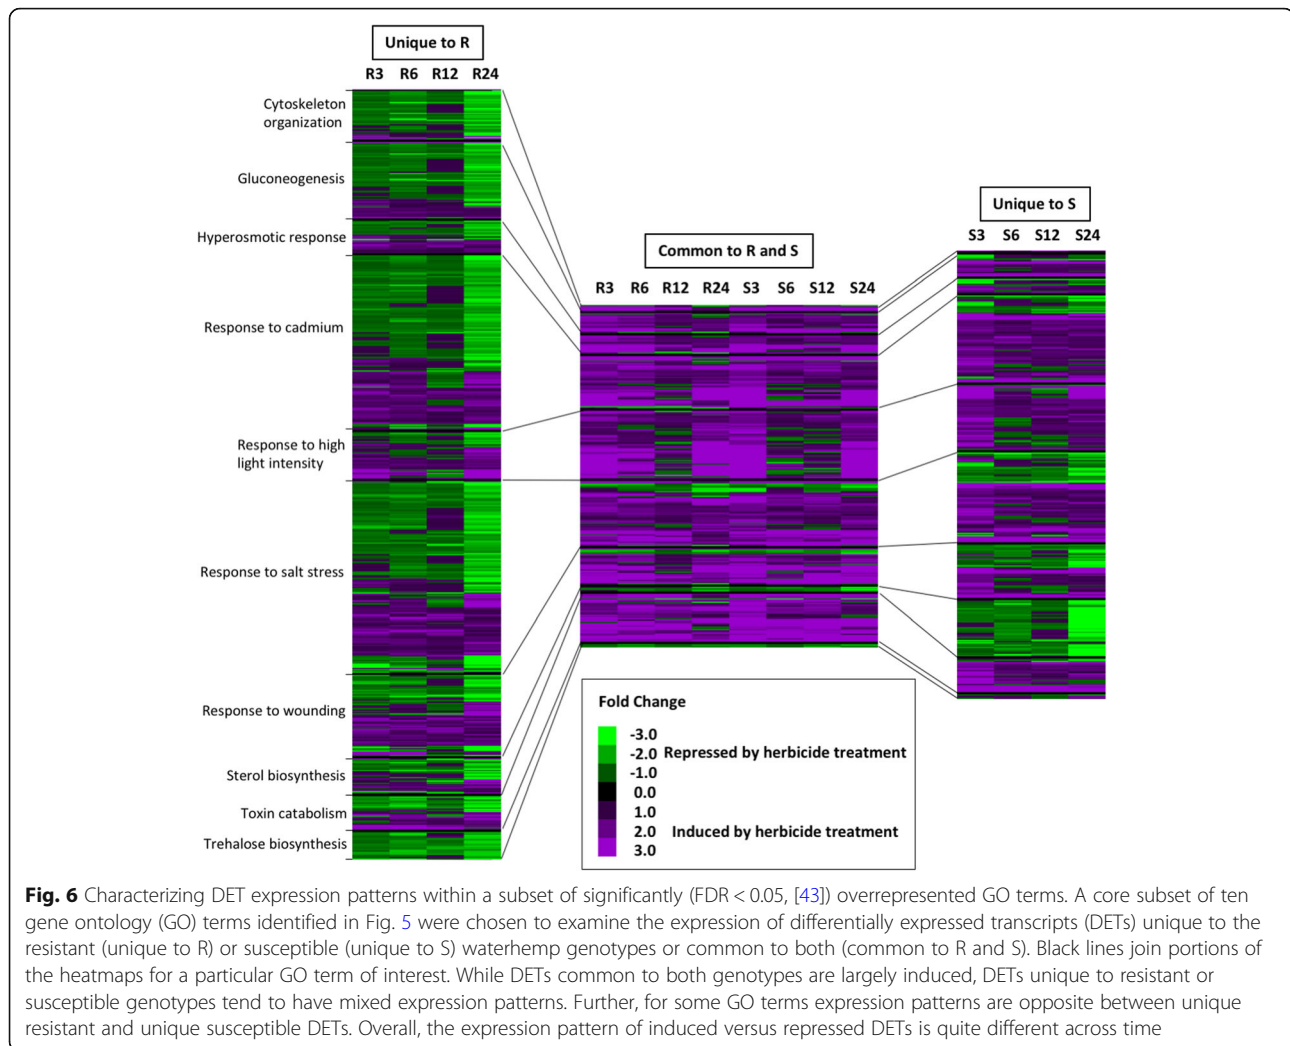 Unique to R
R3 R6 R12 R24
Cytoskeleton
organization
Gluconeogenesis
Hyperosmotic response
Response to cadmium
Response to high
light intensity
Response to salt stress
Response to wounding
Sterol biosynthesis
Toxin catabolism
Trehalose biosynthesis
Common to R and S
R3 R6 R12 R24 S3 S6 S12 S24
Unique to S
S3 S6 S12 S24
Fold Change
-3.0
-2.0 Repressed by herbicide treatment
-1.0
0.0
1.0
2.0 Induced by herbicide treatment
3.0
Fig. 6 Characterizing DET expression patterns within a subset of significantly (FDR < 0.05, [43]) overrepresented GO terms. A core subset of ten
gene ontology (GO) terms identified in Fig. 5 were chosen to examine the expression of differentially expressed transcripts (DETs) unique to the
resistant (unique to R) or susceptible (unique to S) waterhemp genotypes or common to both (common to R and S). Black lines join portions of
the heatmaps for a particular GO term of interest. While DETs common to both genotypes are largely induced, DETs unique to resistant or
susceptible genotypes tend to have mixed expression patterns. Further, for some GO terms expression patterns are opposite between unique
resistant and unique susceptible DETs. Overall, the expression pattern of induced versus repressed DETs is quite different across time